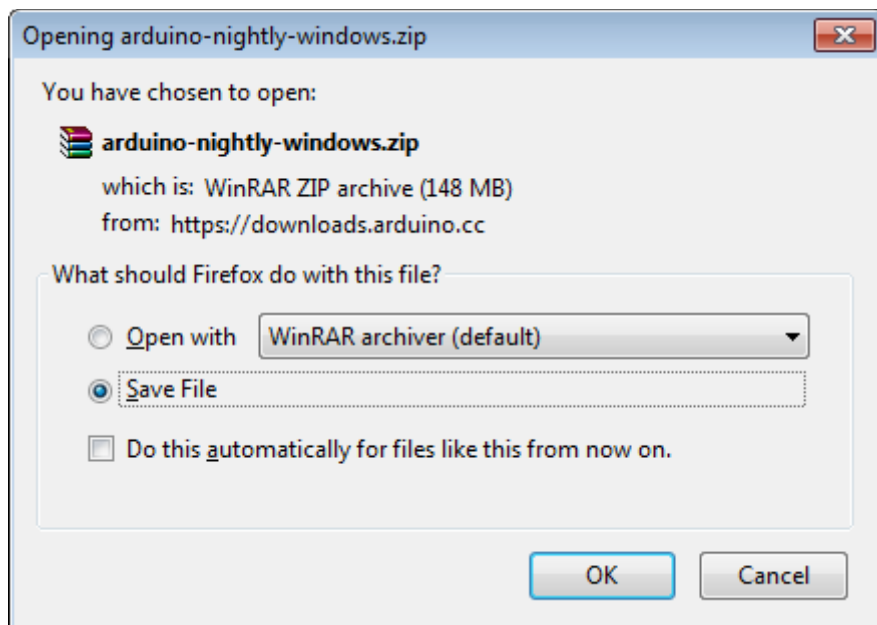 Opening arduino-nightly-windows.zip
You have chosen to open:
arduino-nightly-windows.zip
which is: WinRAR ZIP archive (148 MB)
from: https://downloads.arduino.cc
What should Firefox do with this file?
Open with WinRAR archiver (default)
Save File
Do this automatically for files like this from now on.
OK Cancel